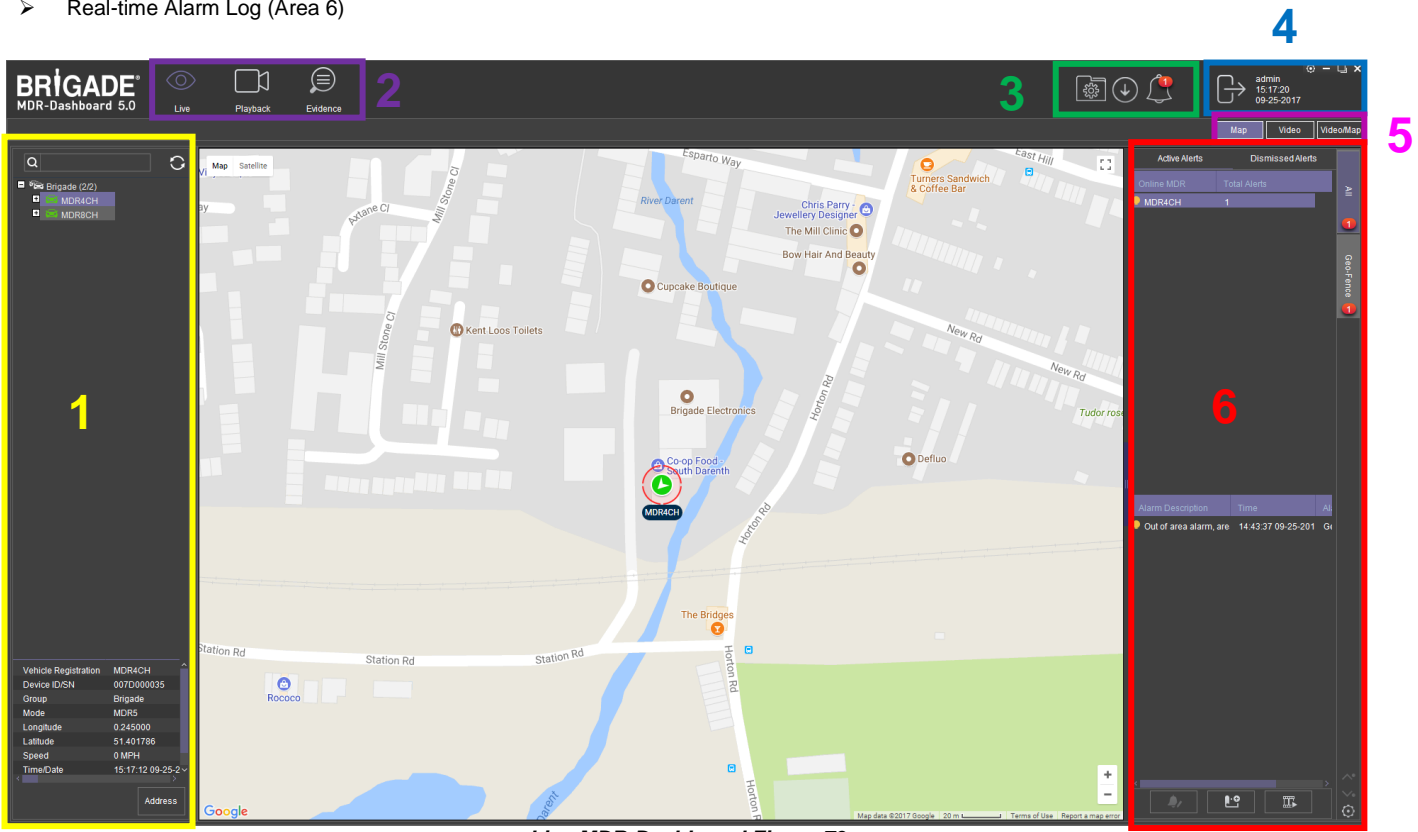 ➢ Real-time Alarm Log (Area 6)
4
BRIGADE
MDR-Dashboard 5.0
Live
Playback
Evidence
2
3
1
admin
15:17:20
09-25-2017
Map
Video
Video/Map
5
Brigade (2/2)
MDR4CH
MDR8CH
1
Vehicle Registration MDR4CH
Device ID/SN 007D000035
Group Brigade
Mode MDR5
Longitude 0.245000
Latitude 51.401786
Speed 0 MPH
Time/Date 15:17:12 09-25-2
Address
Map Satellite
Esparto Way
East Hill
Turners Sandwich
& Coffee Bar
Axtane Cl
Mill Stone Cl
ay
River Darent
Chris Parry -
Jewellery Designer
The Mill Clinic
Bow Hair And Beauty
Cupcake Boutique
Kent Loos Toilets
Mill Stone Cl
New Rd
New Rd
Horton Rd
Brigade Electronics
Tudor rose
Co-op Food -
South Darenth
Defluo
MDR4CH
Horton Rd
The Bridges
Station Rd
Station Rd
Station Rd
Horton Rd
Rococo
Horton R
arent
+
−
Google
Map data ©2017 Google 20 m Terms of Use Report a map error
Active Alerts
Dismissed Alerts
Online MDR Total Alerts
MDR4CH 1
All
1
Geo-Fence
1
6
Alarm Description Time Al
Out of area alarm, are 14:43:37 09-25-201 Ge